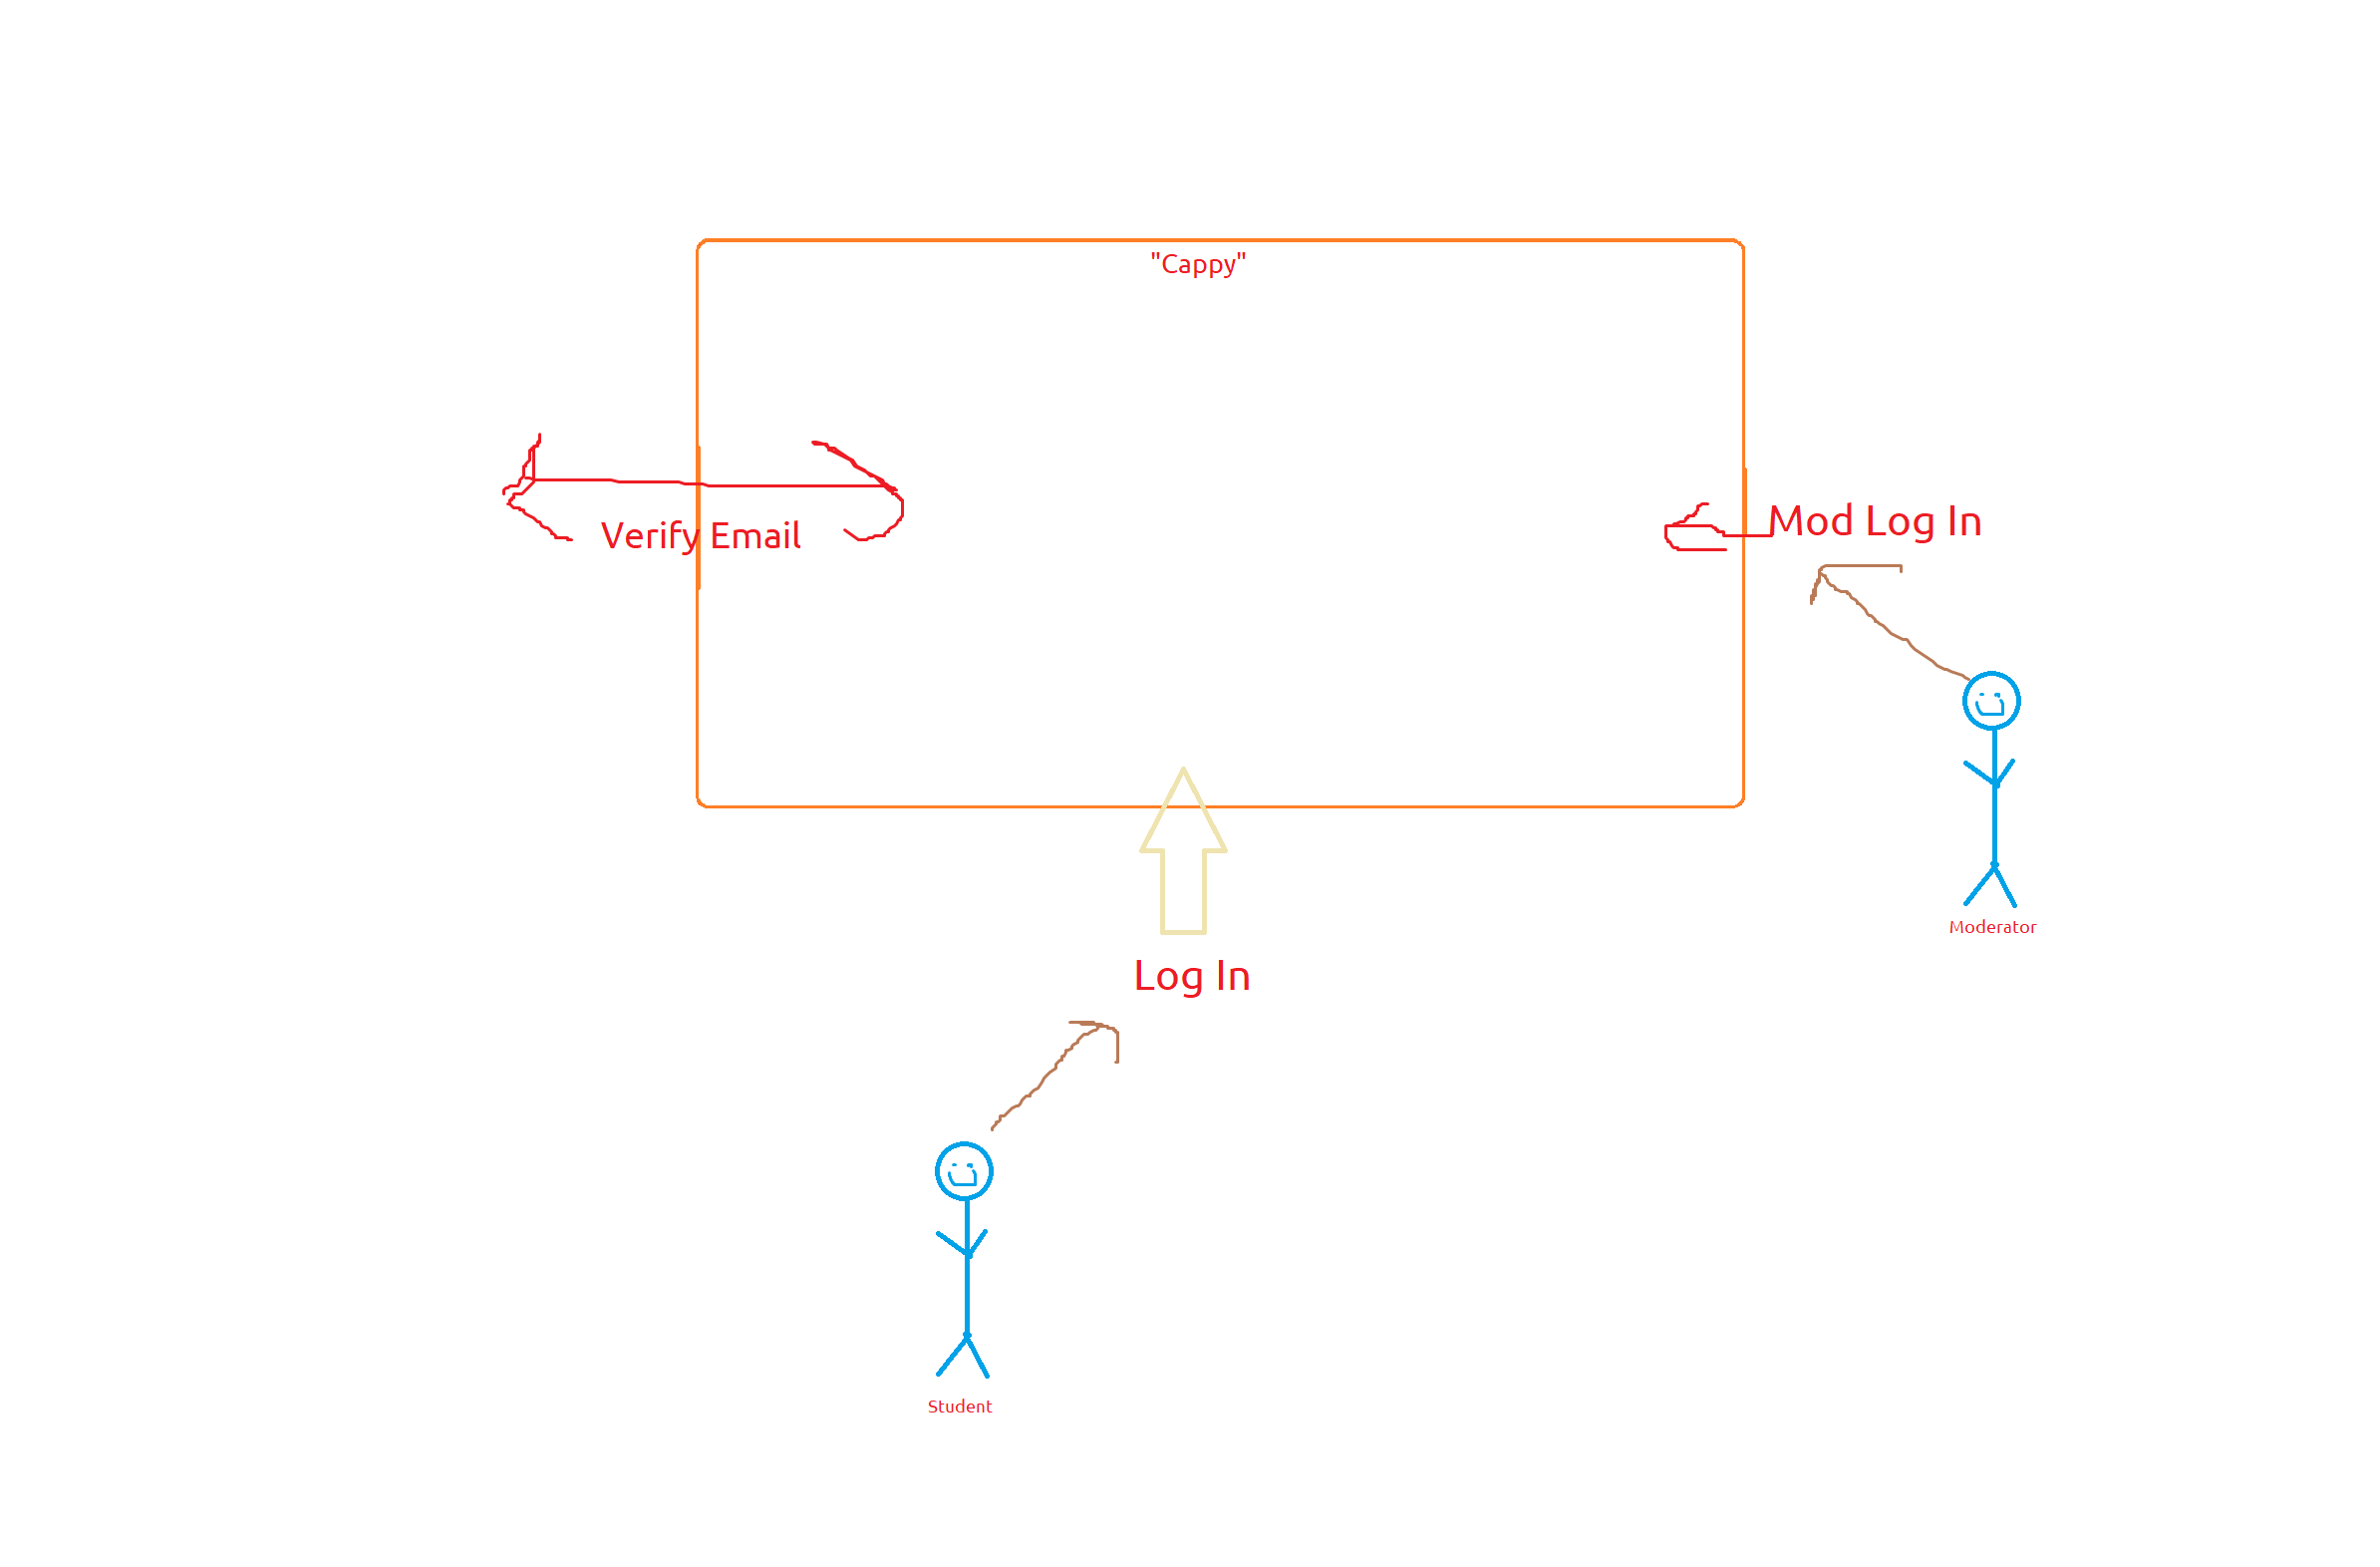 "Cappy"
Verify Email
Mod Log In
Moderator
Log In
Student